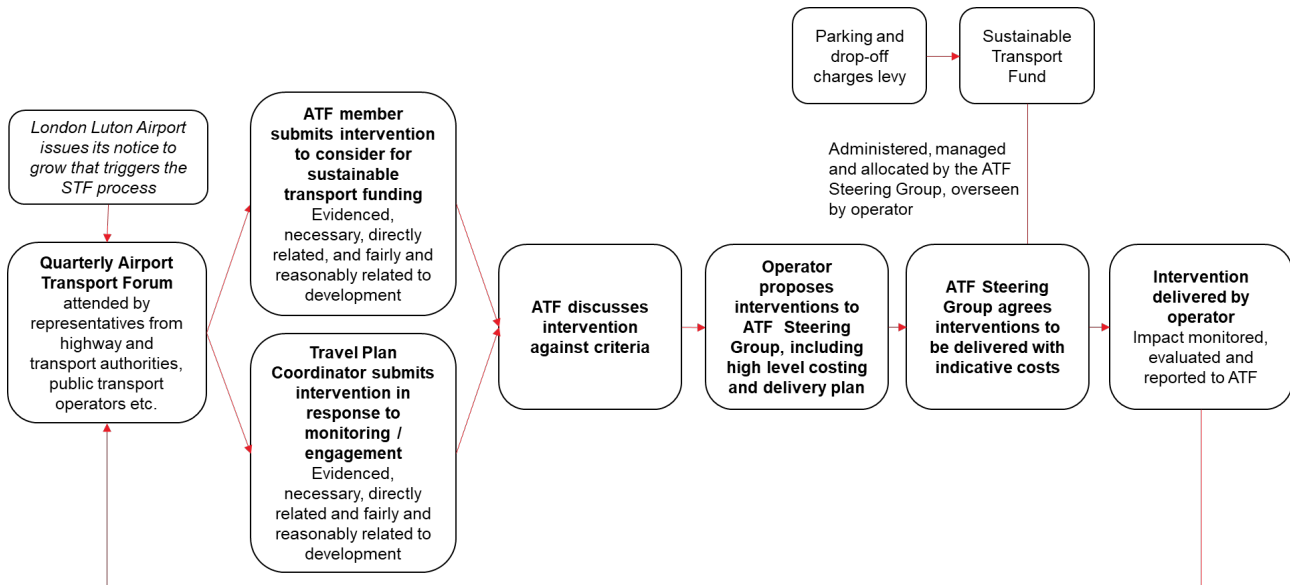 London Luton Airport
issues its notice to
grow that triggers the
STF process
Quarterly Airport
Transport Forum
attended by
representatives from
highway and
transport authorities,
public transport
operators etc.
ATF member
submits intervention
to consider for
sustainable
transport funding
Evidenced,
necessary, directly
related, and fairly and
reasonably related to
development
Travel Plan
Coordinator submits
intervention in
response to
monitoring /
engagement
Evidenced,
necessary, directly
related and fairly and
reasonably related to
development
ATF discusses
intervention
against criteria
Operator
proposes
interventions to
ATF Steering
Group, including
high level costing
and delivery plan
Parking and
drop-off
charges levy
Sustainable
Transport
Fund
Administered, managed
and allocated by the ATF
Steering Group, overseen
by operator
ATF Steering
Group agrees
interventions to
be delivered with
indicative costs
Intervention
delivered by
operator
Impact monitored,
evaluated and
reported to ATF